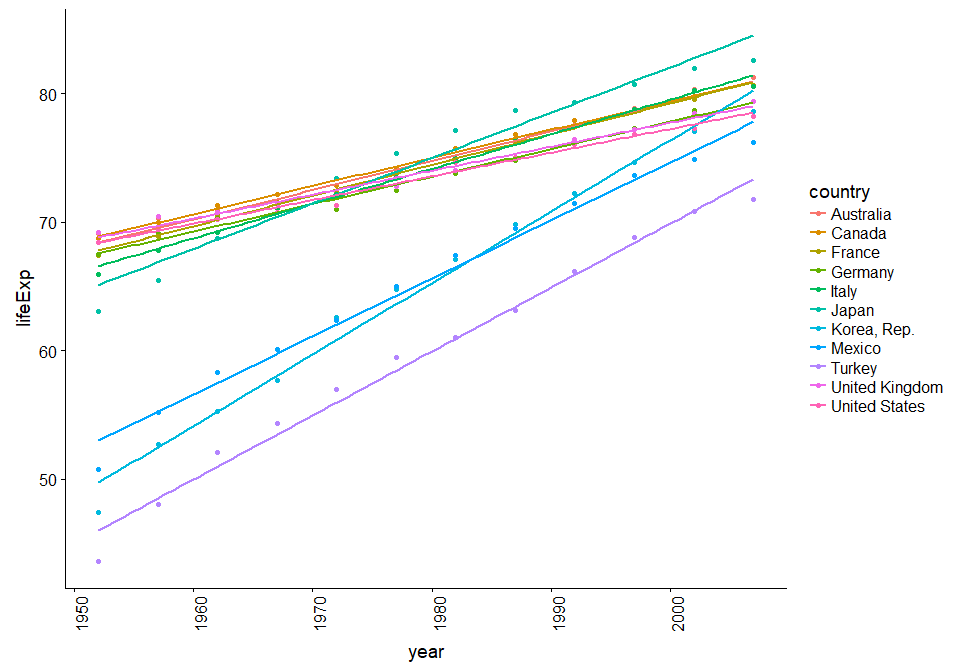 lifeExp
80
70
60
50
1950
1960
1970
1980
1990
2000
year
country
Australia
Canada
France
Germany
Italy
Japan
Korea, Rep.
Mexico
Turkey
United Kingdom
United States